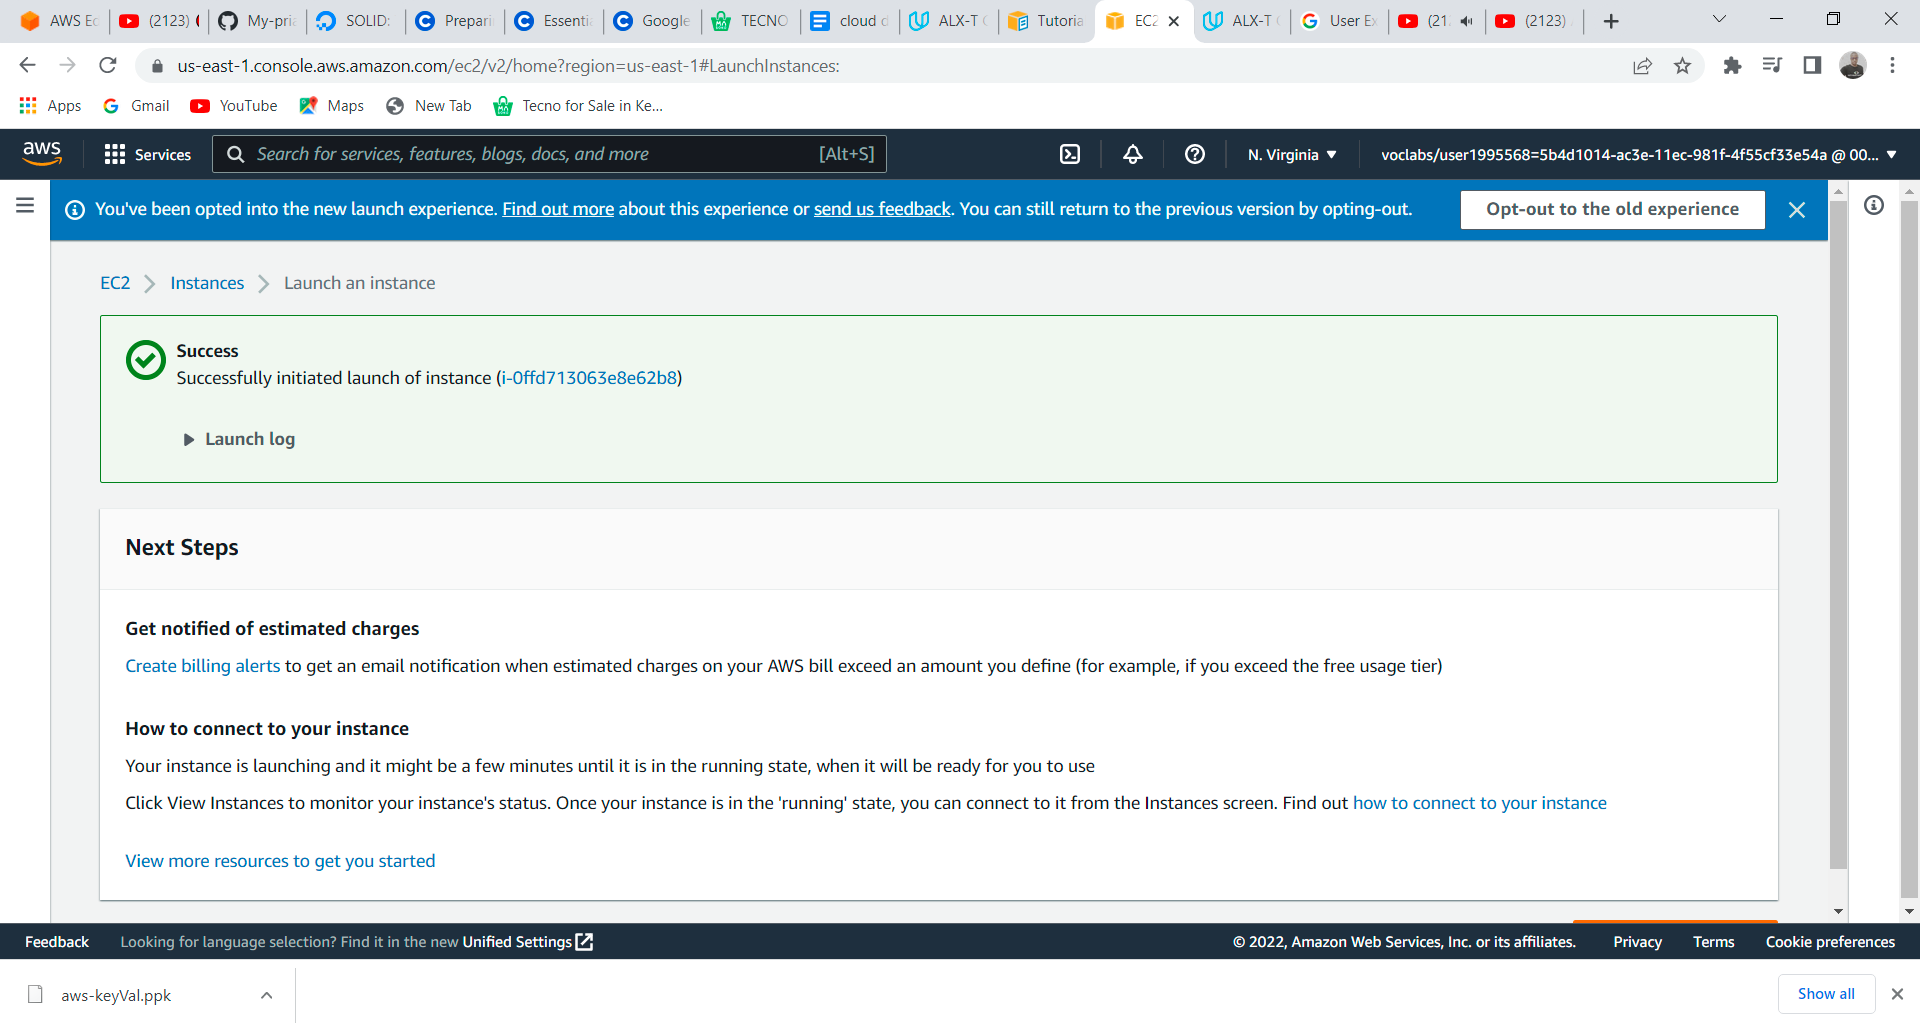 AWS Ec
(2123)
My-pri
SOLID:
Prepari
Essenti
Google
TECNO
cloud d
ALX-T
Tutoria
EC2
ALX-T
User Ex
(21
(2123)
us-east-1.console.aws.amazon.com/ec2/v2/home?region=us-east-1#LaunchInstances:
Apps
Gmail
YouTube
Maps
New Tab
Tecno for Sale in Ke...
aws
Services
Search for services, features, blogs, docs, and more
[Alt+S]
N. Virginia
voclabs/user1995568=5b4d1014-ac3e-11ec-981f-4f55cf33e54a @ 00...
You've been opted into the new launch experience. Find out more about this experience or send us feedback. You can still return to the previous version by opting-out.
Opt-out to the old experience
EC2
Instances
Launch an instance
Success
Successfully initiated launch of instance (i-0ffd713063e8e62b8)
Launch log
Next Steps
Get notified of estimated charges
Create billing alerts to get an email notification when estimated charges on your AWS bill exceed an amount you define (for example, if you exceed the free usage tier)
How to connect to your instance
Your instance is launching and it might be a few minutes until it is in the running state, when it will be ready for you to use
Click View Instances to monitor your instance's status. Once your instance is in the 'running' state, you can connect to it from the Instances screen. Find out how to connect to your instance
View more resources to get you started
Feedback
Looking for language selection? Find it in the new Unified Settings
© 2022, Amazon Web Services, Inc. or its affiliates.
Privacy
Terms
Cookie preferences
aws-keyVal.ppk
Show all